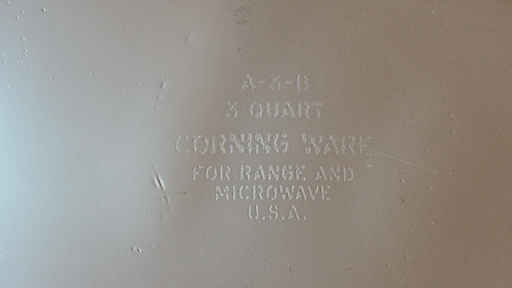 A-3-B
3 QUART
CORNING WARE
FOR RANGE AND
MICROWAVE
U.S.A.